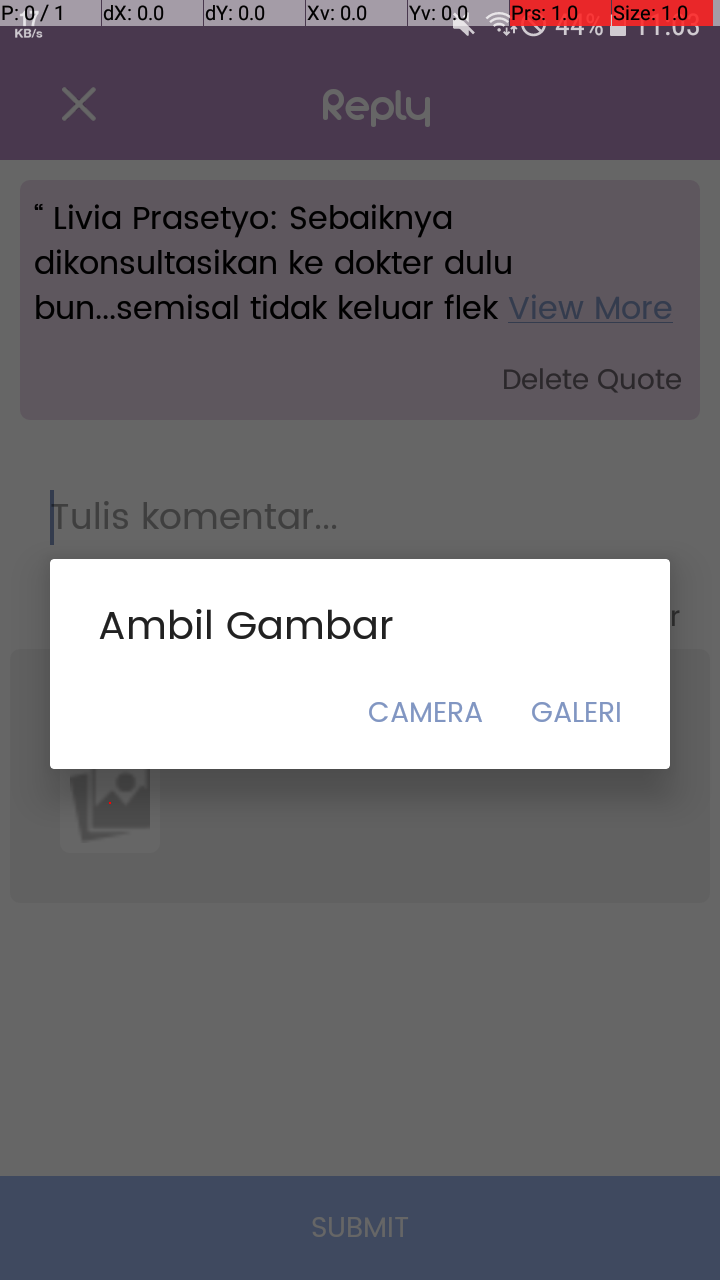 P: 0 / 1 dX: 0.0 dY: 0.0 Xv: 0.0 Yv: 0.0 Prs: 1.0 Size: 1.0
KB/s 44% 11:03
Reply
“ Livia Prasetyo: Sebaiknya
dikonsultasikan ke dokter dulu
bun...semisal tidak keluar flek View More
Delete Quote
Tulis komentar...
Ambil Gambar
CAMERA GALERI
SUBMIT